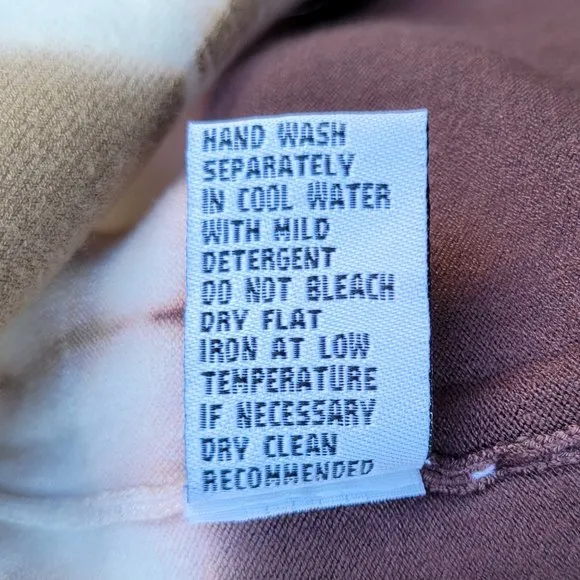 HAND WASH
SEPARATELY
IN COOL WATER
WITH MILD
DETERGENT
DO NOT BLEACH
DRY FLAT
IRON AT LOW
TEMPERATURE
IF NECESSARY
DRY CLEAN
RECOMMENDED